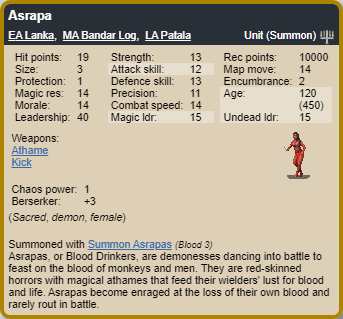 Asrapa
EA Lanka, MA Bandar Log, LA Patala Unit (Summon)
Hit points: 19 Strength: 13 Rec points: 10000
Size: 3 Attack skill: 12 Map move: 14
Protection: 1 Defence skill: 13 Encumbrance: 2
Magic res: 14 Precision: 11 Age: 120
Morale: 14 Combat speed: 14 (450)
Leadership: 40 Magic ldr: 15 Undead ldr: 15
Weapons:
Athame
Kick
Chaos power: 1
Berserker: +3
(Sacred, demon, female)
Summoned with Summon Asrapas (Blood 3)
Asrapas, or Blood Drinkers, are demonesses dancing into battle to
feast on the blood of monkeys and men. They are red-skinned
horrors with magical athames that feed their wielders' lust for blood
and life. Asrapas become enraged at the loss of their own blood and
rarely rout in battle.